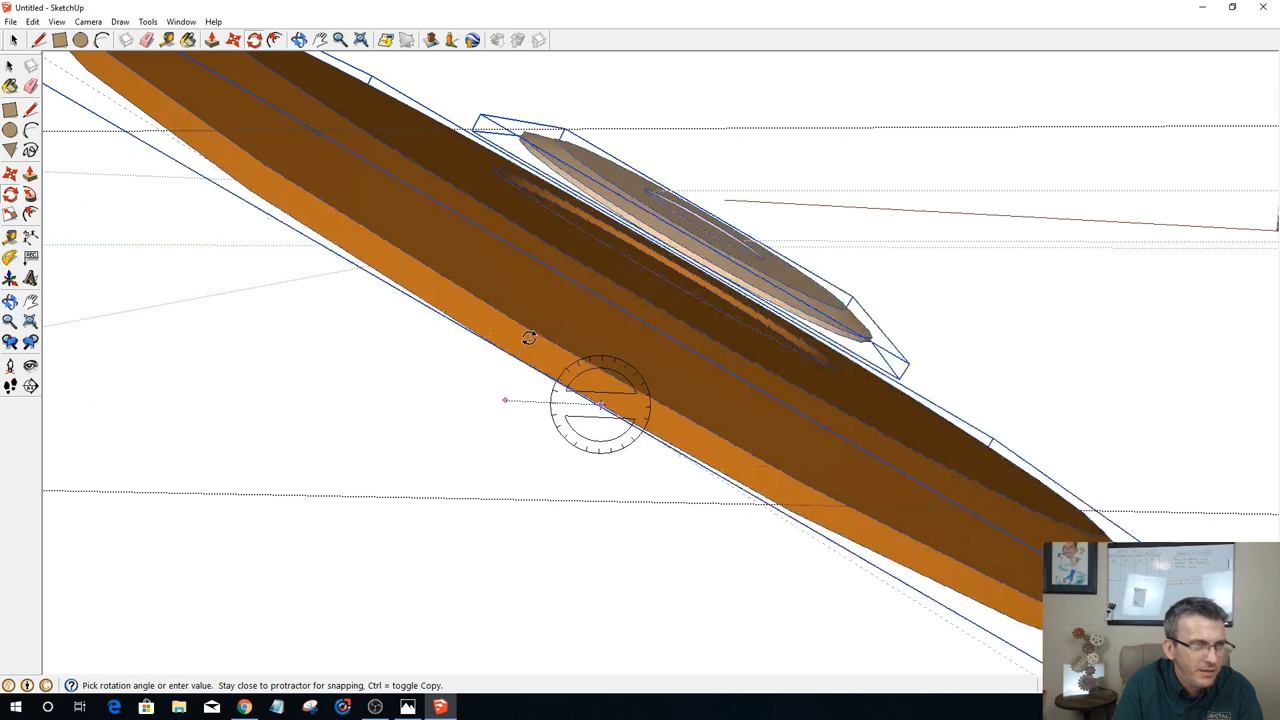 Untitled - SketchUp
File Edit View Camera Draw Tools Window Help
ABC
Pick rotation angle or enter value. Stay close to protractor for snapping, Ctrl = toggle Copy.